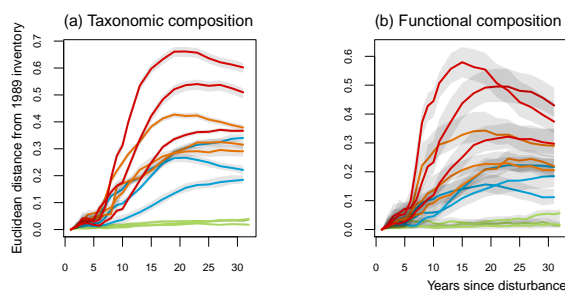 (a) Taxonomic composition
(b) Functional composition
Euclidean distance from 1989 inventory
0.7
0.6
0.5
0.4
0.3
0.2
0.1
0.0
0 5 10 15 20 25 30
0.6
0.5
0.4
0.3
0.2
0.1
0.0
0 5 10 15 20 25 30
Years since disturbance